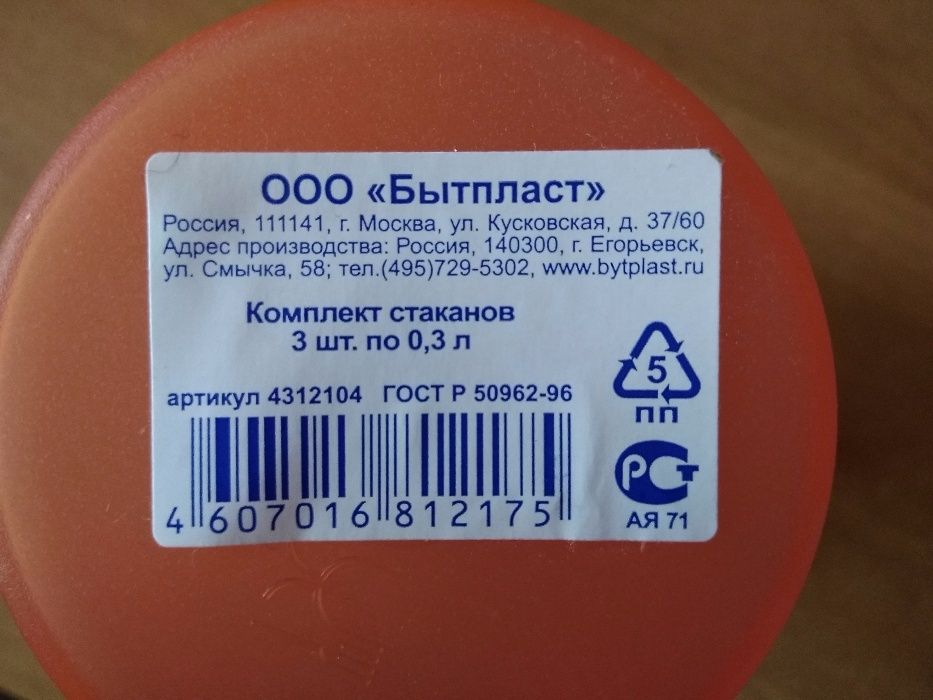 ООО «Бытпласт»
Россия, 111141, г. Москва, ул. Кусковская, д. 37/60
Адрес производства: Россия, 140300, г. Егорьевск,
ул. Смычка, 58; тел.(495)729-5302, www.bytplast.ru
Комплект стаканов
3 шт. по 0,3 л
5
ПП
артикул 4312104 ГОСТ Р 50962-96
РСТ
АЯ 71
4 607016 812175